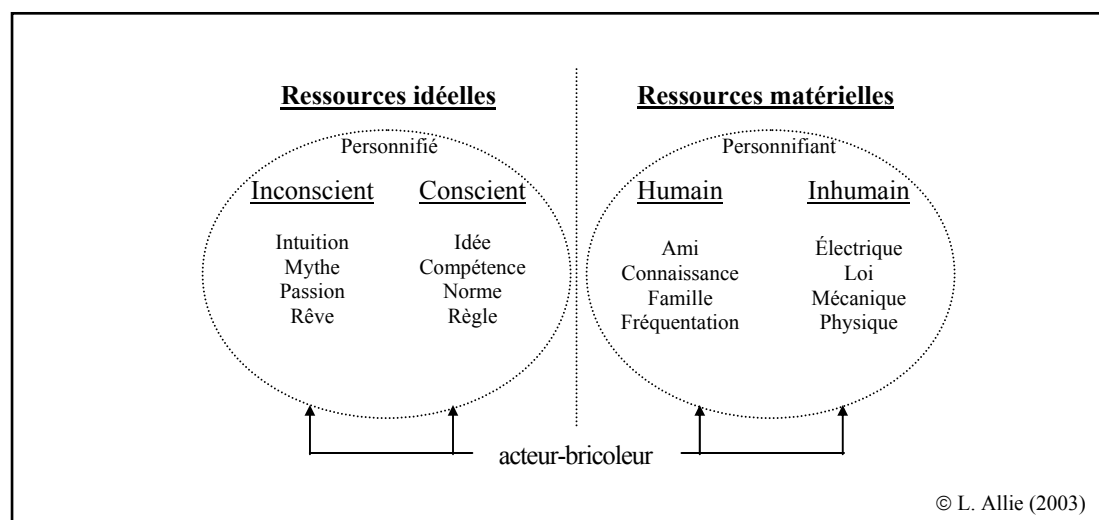 Ressources idéelles
Personnifié
Inconscient Conscient
Intuition Idée
Mythe Compétence
Passion Norme
Rêve Règle
Ressources matérielles
Personnifiant
Humain Inhumain
Ami Électrique
Connaissance Loi
Famille Mécanique
Fréquentation Physique
acteur-bricoleur
© L. Allie (2003)